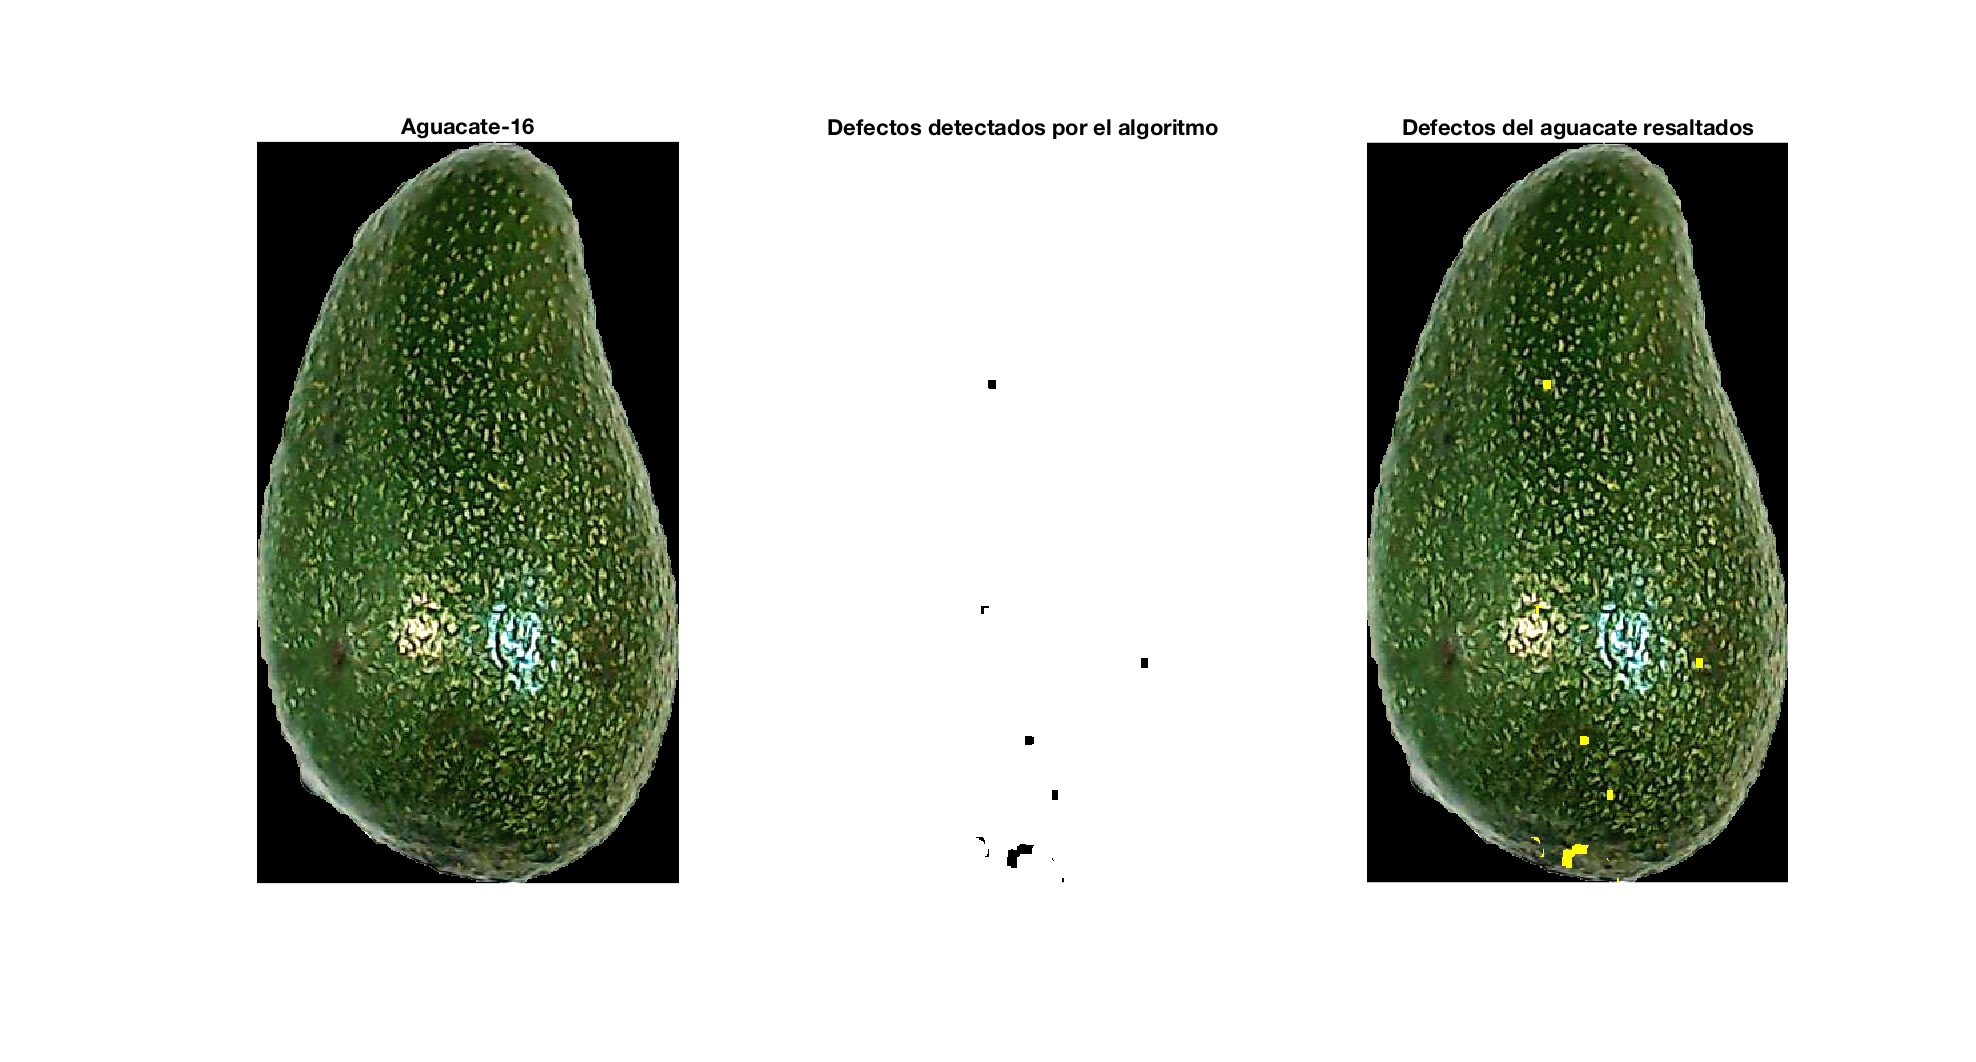 Aguacate-16
Defectos detectados por el algoritmo
Defectos del aguacate resaltados